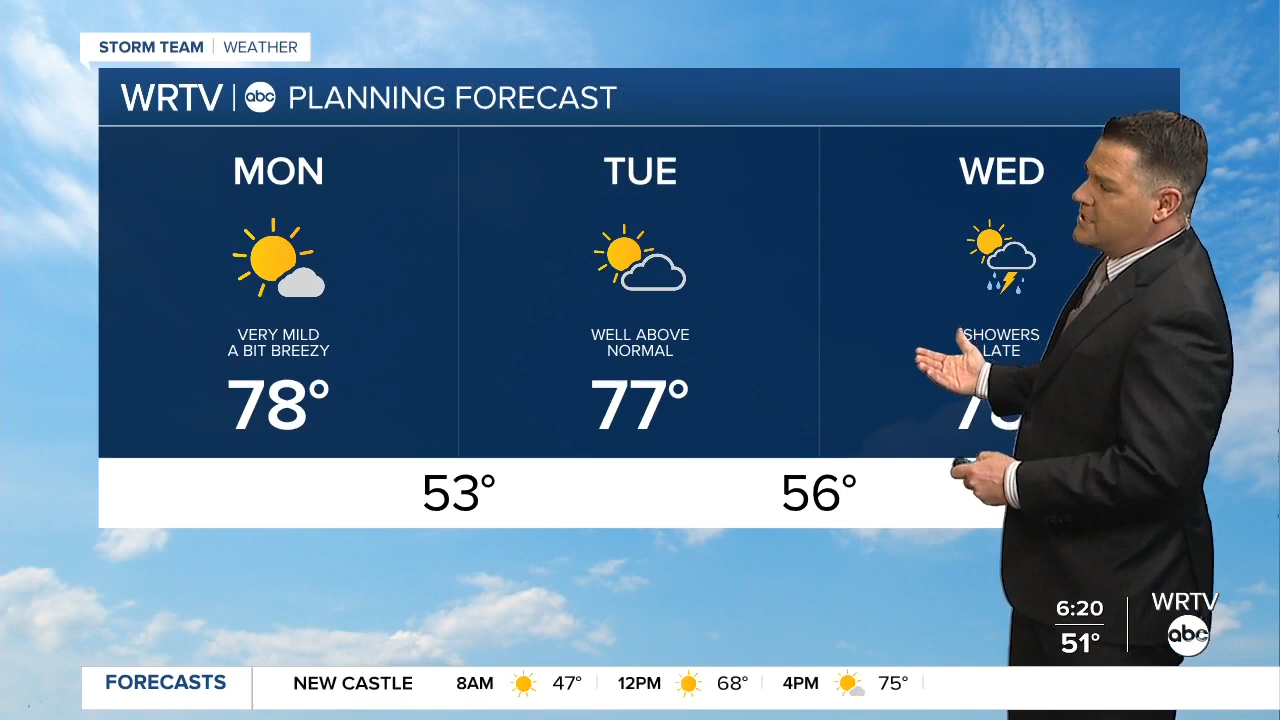 STORM TEAM | WEATHER
WRTV | abc PLANNING FORECAST
MON
TUE
WED
VERY MILD
A BIT BREEZY
WELL ABOVE
NORMAL
SHOWERS
LATE
78°
77°
53°
56°
6:20
51°
WRTV
abc
FORECASTS
NEW CASTLE 8AM 47° 12PM 68° 4PM 75°